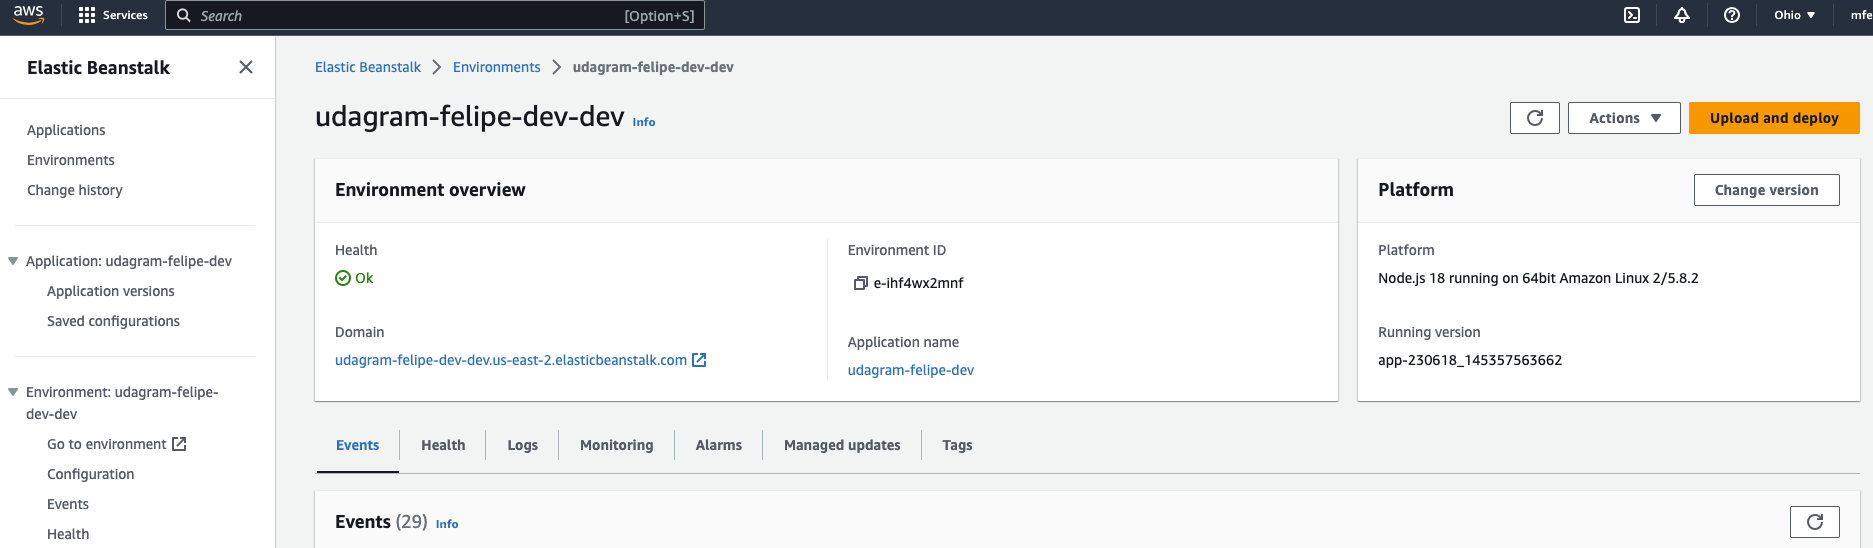 aws
Services
Search
[Option+S]
Ohio
mfe
Elastic Beanstalk
Applications
Environments
Change history
Application: udagram-felipe-dev
Application versions
Saved configurations
Environment: udagram-felipe-
dev-dev
Go to environment
Configuration
Events
Health
Elastic Beanstalk
Environments
udagram-felipe-dev-dev
udagram-felipe-dev-dev Info
Actions
Upload and deploy
Environment overview
Health
Ok
Domain
udagram-felipe-dev-dev.us-east-2.elasticbeanstalk.com
Environment ID
e-ihf4wx2mnf
Application name
udagram-felipe-dev
Platform
Change version
Platform
Node.js 18 running on 64bit Amazon Linux 2/5.8.2
Running version
app-230618_145357563662
Events
Health
Logs
Monitoring
Alarms
Managed updates
Tags
Events (29) Info